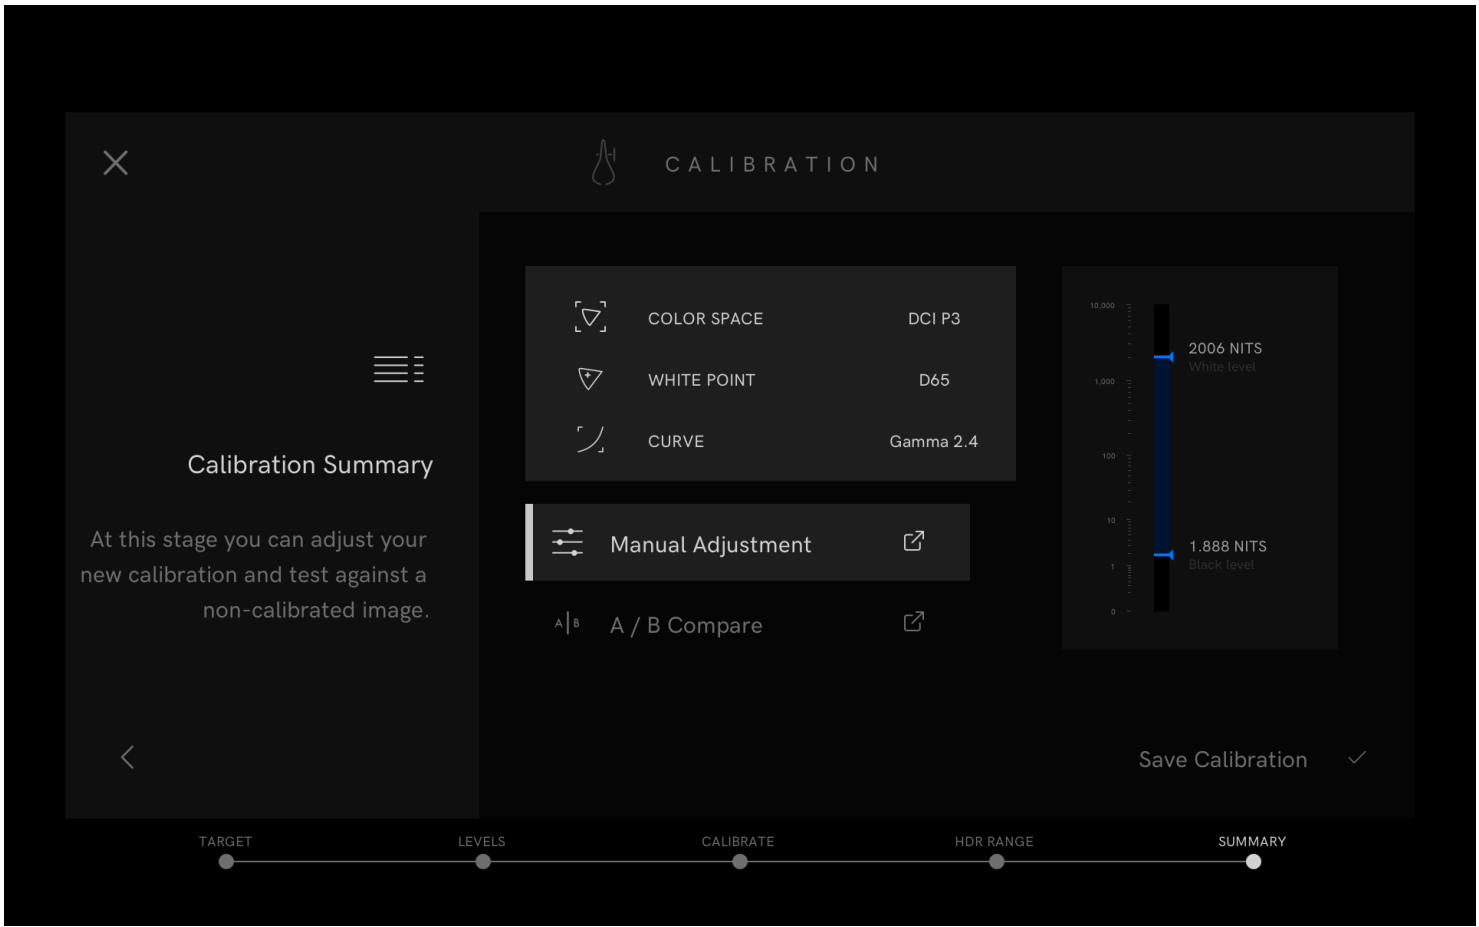 CALIBRATION
Calibration Summary
At this stage you can adjust your
new calibration and test against a
non-calibrated image.
COLOR SPACE DCI P3
WHITE POINT D65
CURVE Gamma 2.4
Manual Adjustment
A|B A / B Compare
10,000
1,000
100
10
1
0
2006 NITS
White level
1.888 NITS
Black level
Save Calibration
TARGET LEVELS CALIBRATE HDR RANGE SUMMARY